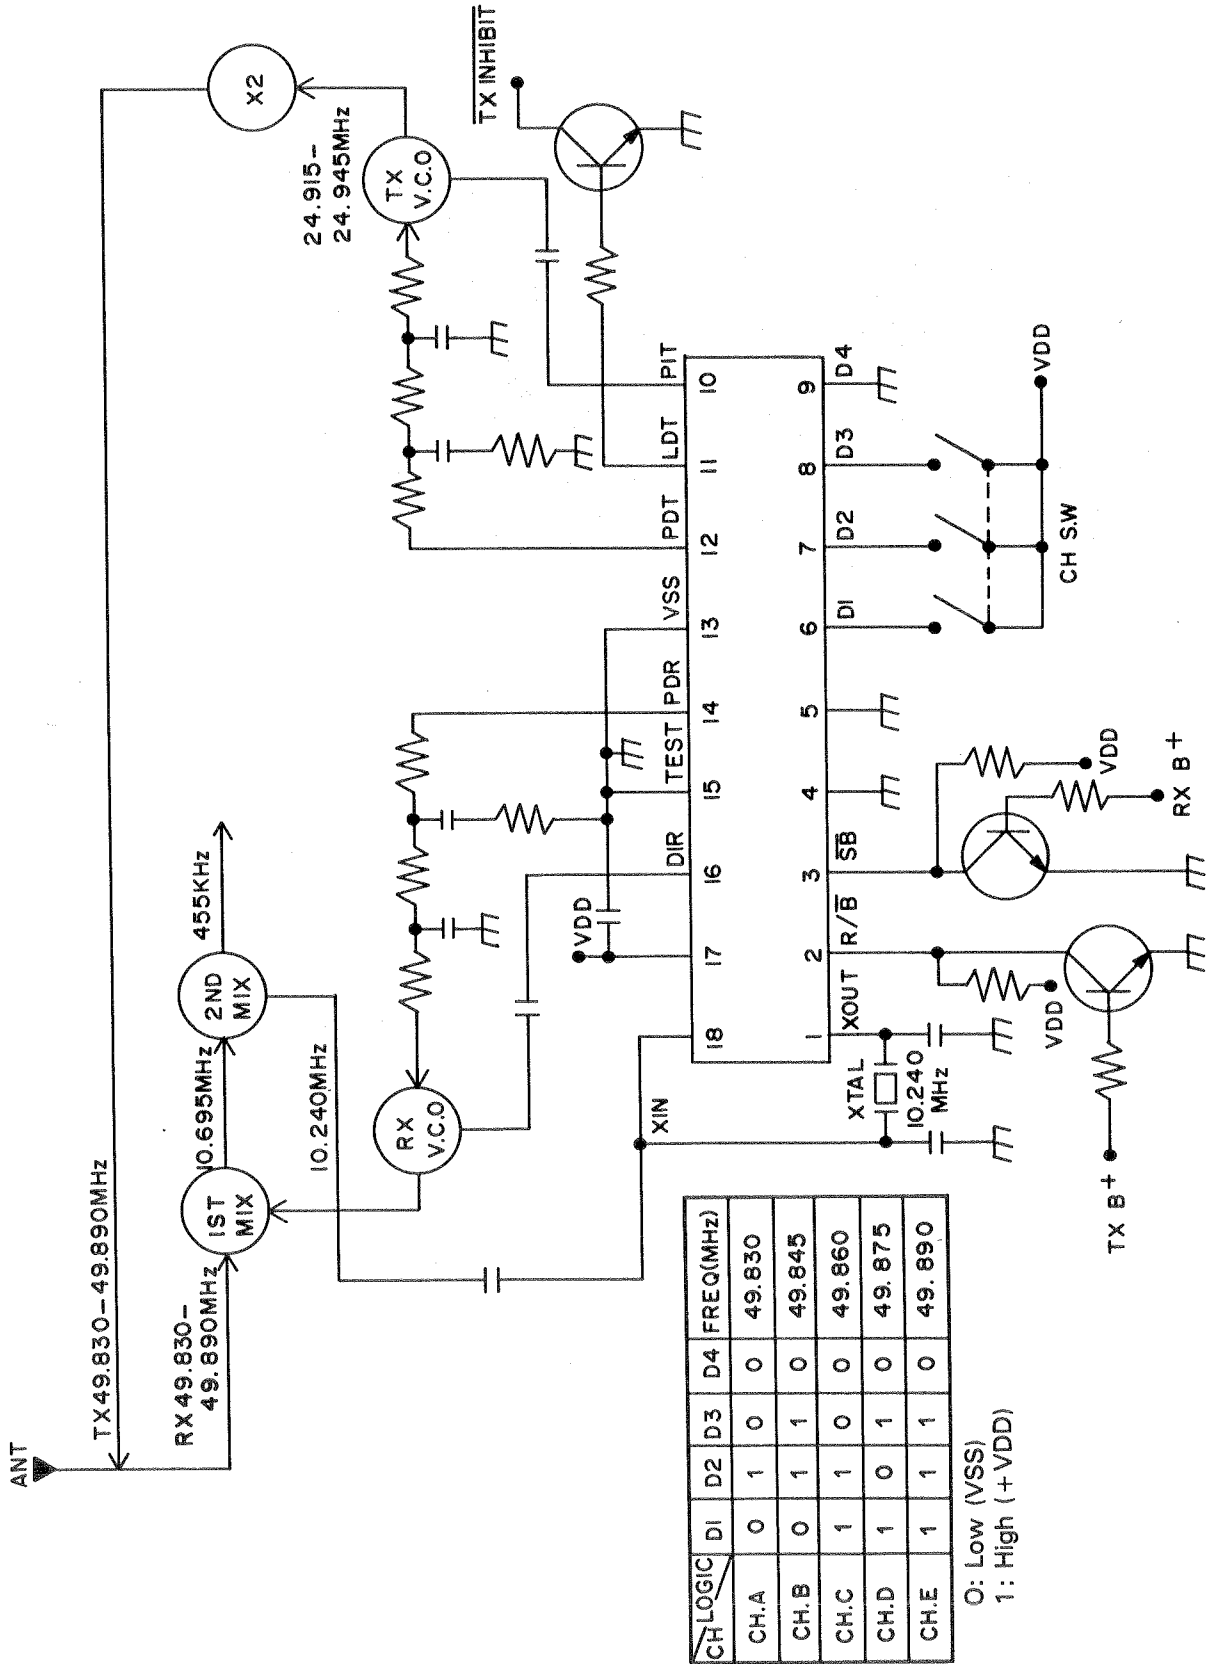 ANT
TX49.830-49.890MHz
RX49.830-
49.890MHz
1ST
MIX
10.695MHz
2ND
MIX
455KHz
10.240MHz
RX
V.C.O
24.915-
24.945MHz
TX
V.C.O
X2
TX INHIBIT
VDD
XIN
DIR
TEST
PDR
VSS
PDT
LDT
PIT
18
17
16
15
14
13
12
11
10
1
2
3
4
5
6
7
8
9
XOUT
R/B
SB
D1
D2
D3
D4
XTAL
10.240
MHz
VDD
TX B+
VDD
RX B+
CH S.W
VDD
CH LOGIC D1 D2 D3 D4 FREQ(MHz)
CH.A 0 1 0 0 49.830
CH.B 0 1 1 0 49.845
CH.C 1 1 0 0 49.860
CH.D 1 0 1 0 49.875
CH.E 1 1 1 0 49.890
0: Low (VSS)
1: High (+VDD)